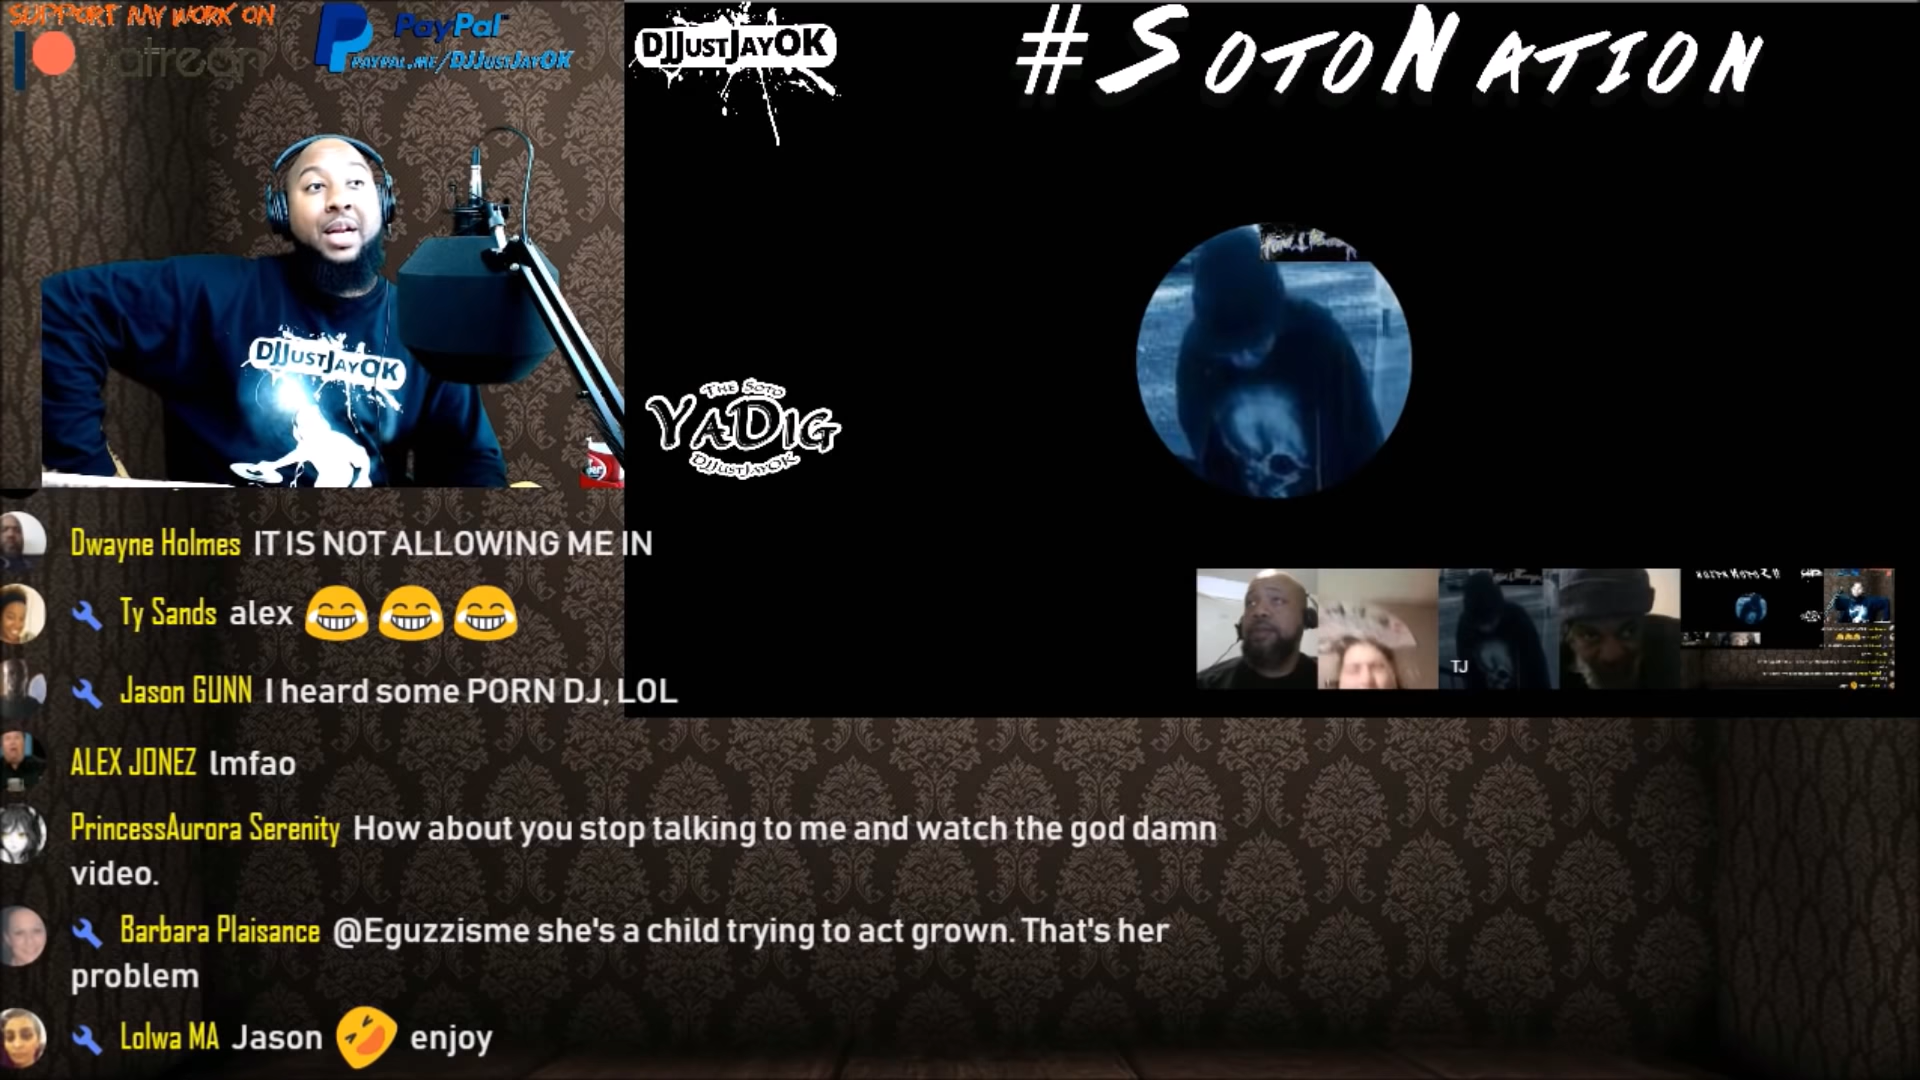 SUPPORT MY WORK ON
patreon
PayPal
PAYPAL.ME/DJJUSTJAYOK
DJJUSTJAYOK
#SOTONATION
DJJUSTJAYOK
THE SOTO
YADIG
DJJUSTJAYOK
Dwayne Holmes IT IS NOT ALLOWING ME IN
Ty Sands alex 😂😂😂
TJ
Jason GUNN I heard some PORN DJ, LOL
ALEX JONEZ lmfao
PrincessAurora Serenity How about you stop talking to me and watch the god damn
video.
Barbara Plaisance @Eguzzisme she's a child trying to act grown. That's her
problem
Lolwa MA Jason 🤣 enjoy